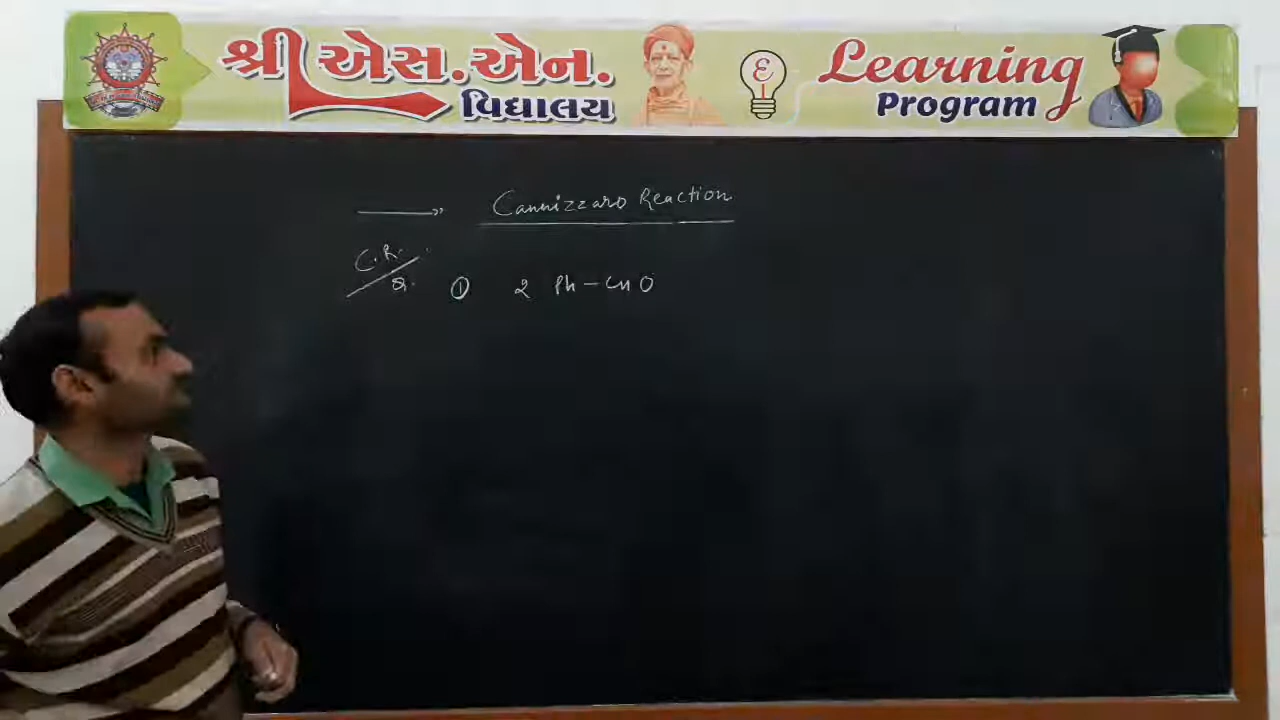 શ્રી એસ.એન.
વિદ્યાલય
Learning
Program
Cannizzaro Reaction
C.R.
① 2 Ph-CHO